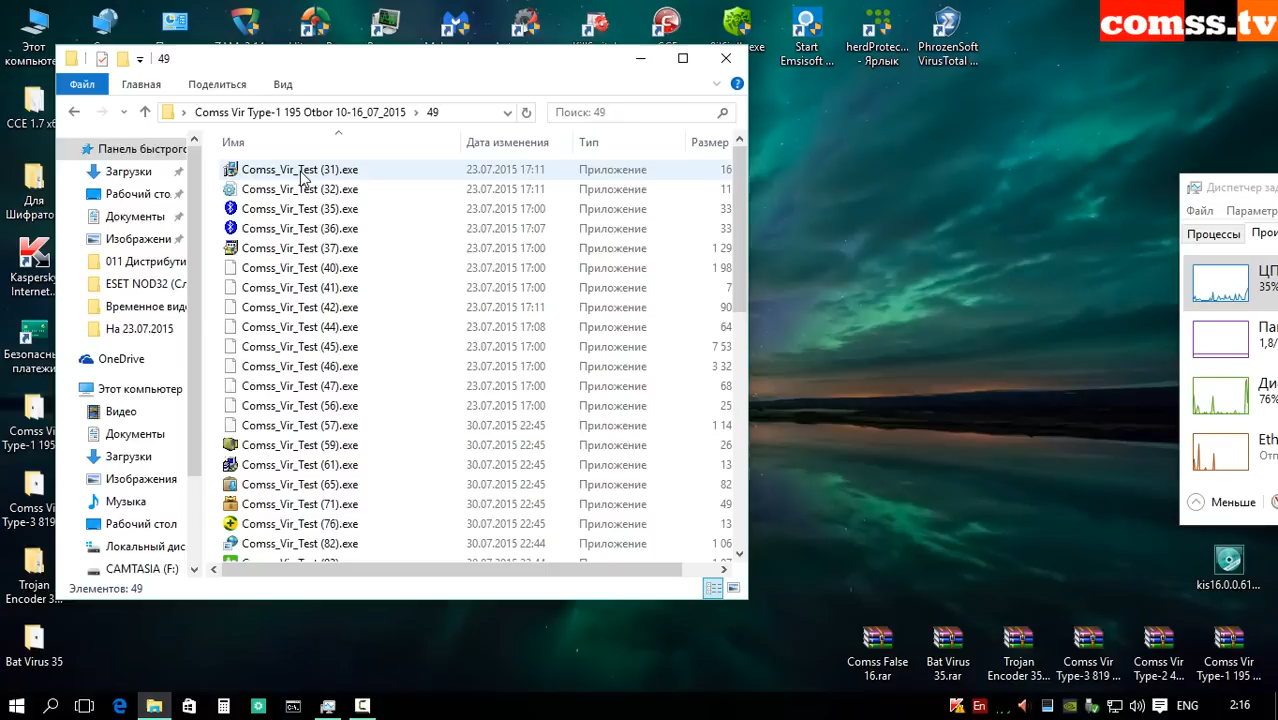 comss.tv
Этот
компьютер
Start
Emsisoft ...
herdProtec...
- Ярлык
PhrozenSoft
VirusTotal ...
CCE 1.7 x6
Для
Шифрато
Kaspersky
Internet...
Безопасны
платежи
Comss Vir
Type-1 195
Comss Vir
Type-3 819
Trojan
Encoder 3
Bat Virus 35
49
Файл
Главная
Поделиться
Вид
Comss Vir Type-1 195 Otbor 10-16_07_2015 › 49
Поиск: 49
Имя
Дата изменения
Тип
Размер
Панель быстрого
Загрузки
Рабочий сто.
Документы
Изображени
011 Дистрибути
ESET NOD32 (Сл
Временное виде
На 23.07.2015
OneDrive
Этот компьютер
Видео
Документы
Загрузки
Изображения
Музыка
Рабочий стол
Локальный дис
CAMTASIA (F:)
Comss_Vir_Test (31).exe 23.07.2015 17:11 Приложение 16
Comss_Vir_Test (32).exe 23.07.2015 17:11 Приложение 11
Comss_Vir_Test (35).exe 23.07.2015 17:00 Приложение 33
Comss_Vir_Test (36).exe 23.07.2015 17:07 Приложение 33
Comss_Vir_Test (37).exe 23.07.2015 17:00 Приложение 1 29
Comss_Vir_Test (40).exe 23.07.2015 17:00 Приложение 1 98
Comss_Vir_Test (41).exe 23.07.2015 17:00 Приложение 7
Comss_Vir_Test (42).exe 23.07.2015 17:11 Приложение 90
Comss_Vir_Test (44).exe 23.07.2015 17:08 Приложение 64
Comss_Vir_Test (45).exe 23.07.2015 17:00 Приложение 7 53
Comss_Vir_Test (46).exe 23.07.2015 17:00 Приложение 3 32
Comss_Vir_Test (47).exe 23.07.2015 17:00 Приложение 68
Comss_Vir_Test (56).exe 23.07.2015 17:00 Приложение 25
Comss_Vir_Test (57).exe 30.07.2015 22:45 Приложение 1 14
Comss_Vir_Test (59).exe 30.07.2015 22:45 Приложение 26
Comss_Vir_Test (61).exe 30.07.2015 22:45 Приложение 13
Comss_Vir_Test (65).exe 30.07.2015 22:45 Приложение 82
Comss_Vir_Test (71).exe 30.07.2015 22:45 Приложение 49
Comss_Vir_Test (76).exe 30.07.2015 22:45 Приложение 13
Comss_Vir_Test (82).exe 30.07.2015 22:44 Приложение 1 06
Элементов: 49
Диспетчер зад
Файл
Параметр
Процессы
Прои
ЦП
35%
Пам
1,8/
Дис
76%
Eth
Отп
Меньше
kis16.0.0.61...
Comss False
16.rar
Bat Virus
35.rar
Trojan
Encoder 35...
Comss Vir
Type-3 819 ...
Comss Vir
Type-2 4...
Comss Vir
Type-1 195 ...
En
ENG
2:16